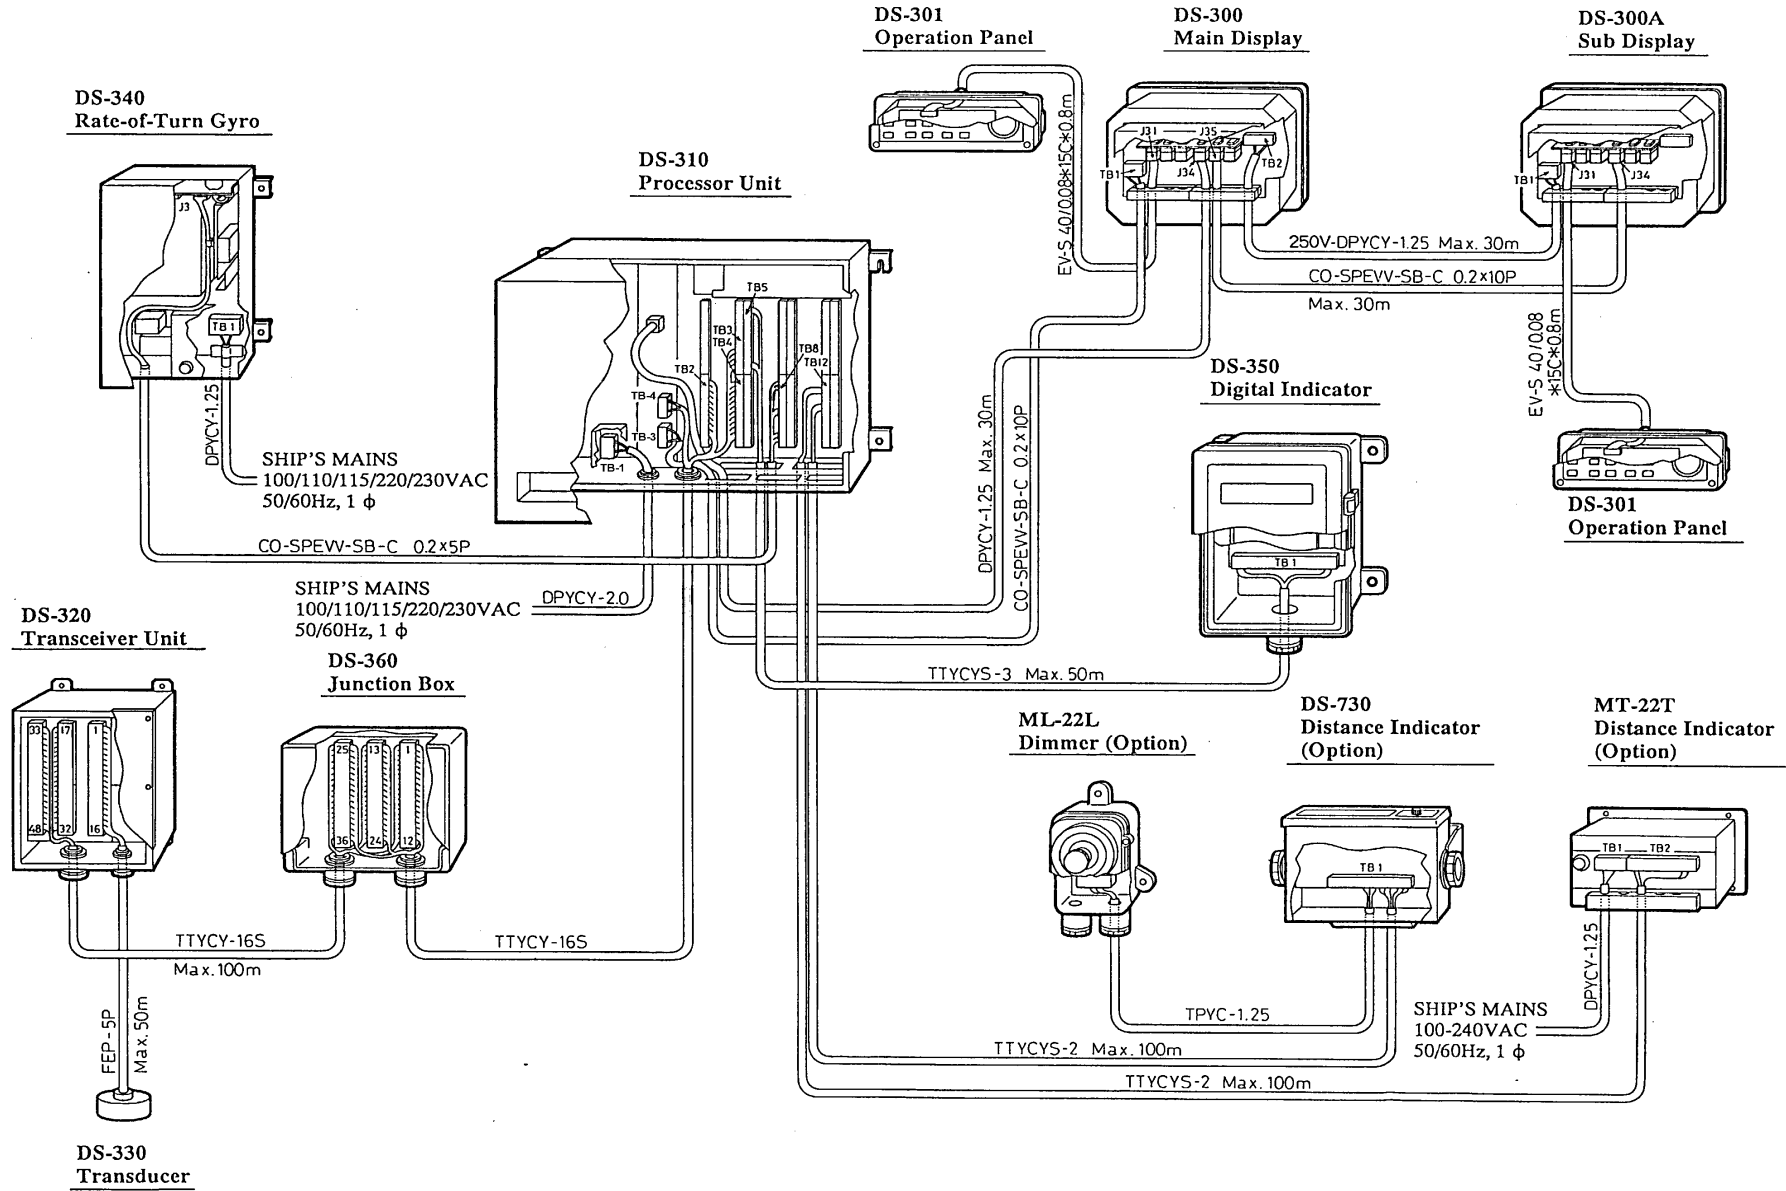 DS-301
Operation Panel
DS-300
Main Display
DS-300A
Sub Display
DS-340
Rate-of-Turn Gyro
DS-310
Processor Unit
EV-S 40/0.08*15C*0.8m
J31
J35
TB1
J34
TB2
TB1
J31
J34
250V-DPYCY-1.25 Max. 30m
CO-SPEVV-SB-C 0.2×10P
Max. 30m
EV-S 40/0.08
*15C*0.8m
J3
TB1
DPYCY-1.25
SHIP'S MAINS
100/110/115/220/230VAC
50/60Hz, 1 ϕ
TB5
TB3
TB4
TB8
TB2
TB12
TB-4
TB-3
TB-1
DPYCY-1.25 Max. 30m
CO-SPEVV-SB-C 0.2×10P
DS-350
Digital Indicator
TB1
DS-301
Operation Panel
CO-SPEVV-SB-C 0.2×5P
SHIP'S MAINS
100/110/115/220/230VAC
50/60Hz, 1 ϕ
DPYCY-2.0
DS-320
Transceiver Unit
DS-360
Junction Box
TTYCYS-3 Max. 50m
33
17
1
48
32
16
25
13
1
36
24
12
ML-22L
Dimmer (Option)
DS-730
Distance Indicator
(Option)
MT-22T
Distance Indicator
(Option)
TB1
TB1
TB2
TTYCY-16S
Max. 100m
TTYCY-16S
FEP-5P
Max. 50m
TPYC-1.25
DPYCY-1.25
SHIP'S MAINS
100-240VAC
50/60Hz, 1 ϕ
TTYCYS-2 Max. 100m
TTYCYS-2 Max. 100m
DS-330
Transducer